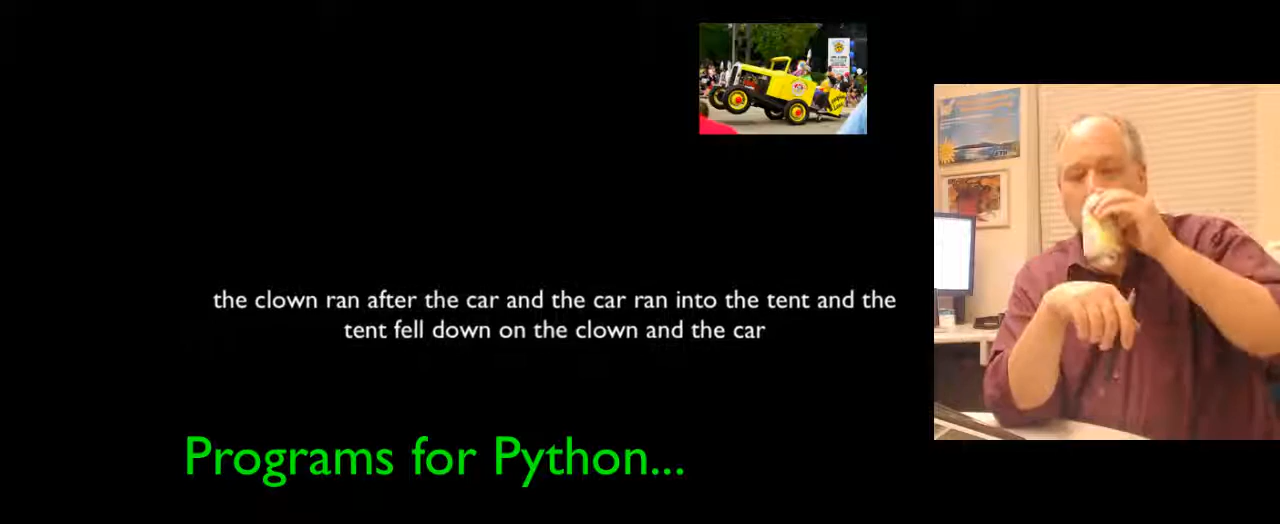 the clown ran after the car and the car ran into the tent and the
tent fell down on the clown and the car
Programs for Python...